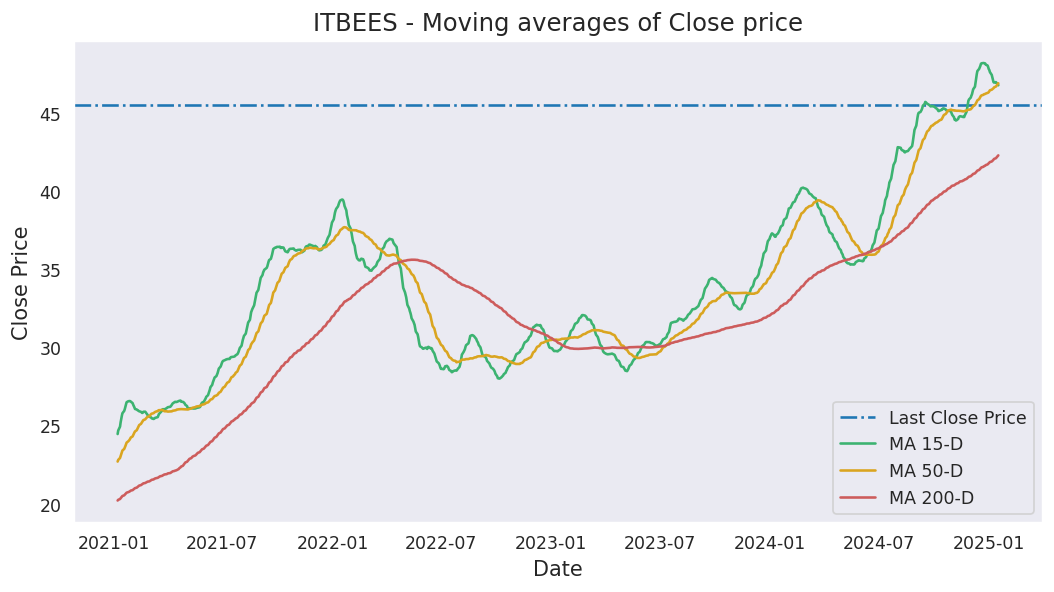 ITBEES - Moving averages of Close price
Close Price
45
40
35
30
25
20
Last Close Price
MA 15-D
MA 50-D
MA 200-D
2021-01 2021-07 2022-01 2022-07 2023-01 2023-07 2024-01 2024-07 2025-01
Date